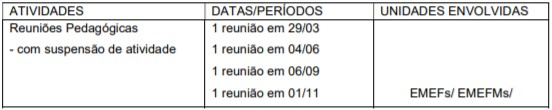 ATIVIDADES DATAS/PERÍODOS UNIDADES ENVOLVIDAS
Reuniões Pedagógicas 1 reunião em 29/03
- com suspensão de atividade 1 reunião em 04/06
1 reunião em 06/09
1 reunião em 01/11 EMEFs/ EMEFMs/